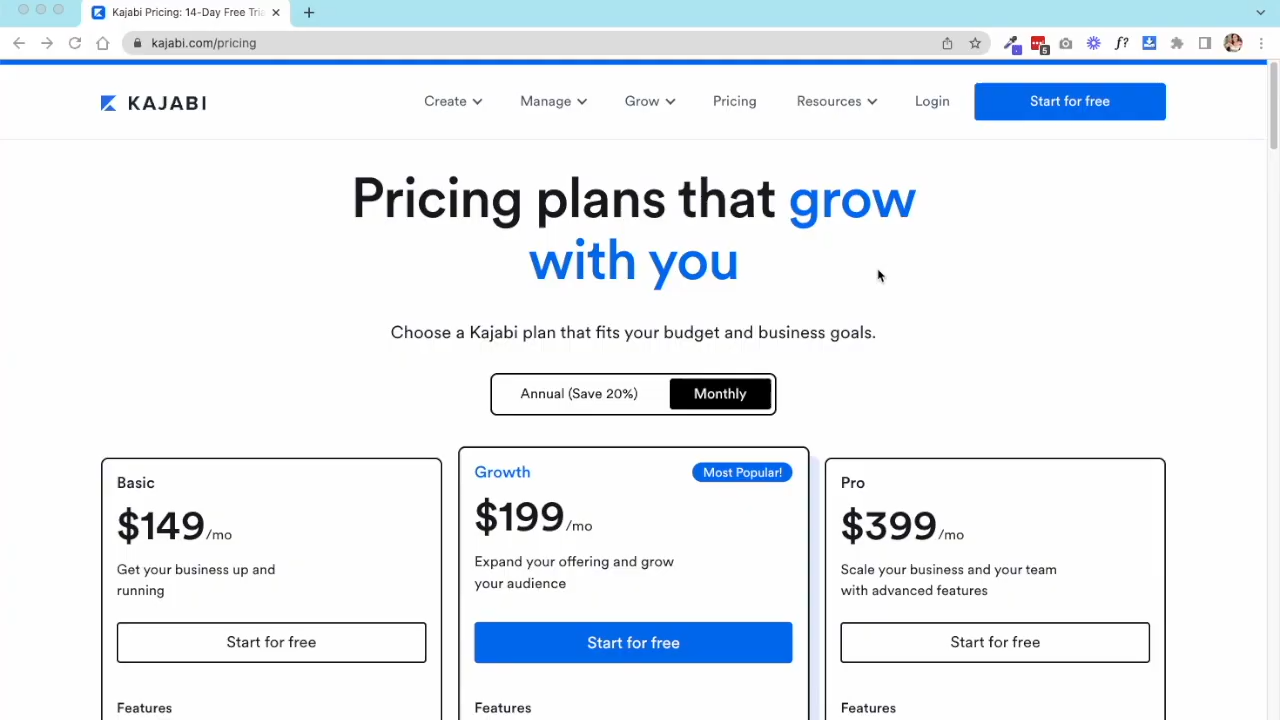 Kajabi Pricing: 14-Day Free Tria
kajabi.com/pricing
5
f?
KAJABI
Create
Manage
Grow
Pricing
Resources
Login
Start for free
Pricing plans that grow
with you
Choose a Kajabi plan that fits your budget and business goals.
Annual (Save 20%)
Monthly
Basic
$149/mo
Get your business up and
running
Start for free
Features
Growth
Most Popular!
$199/mo
Expand your offering and grow
your audience
Start for free
Features
Pro
$399/mo
Scale your business and your team
with advanced features
Start for free
Features